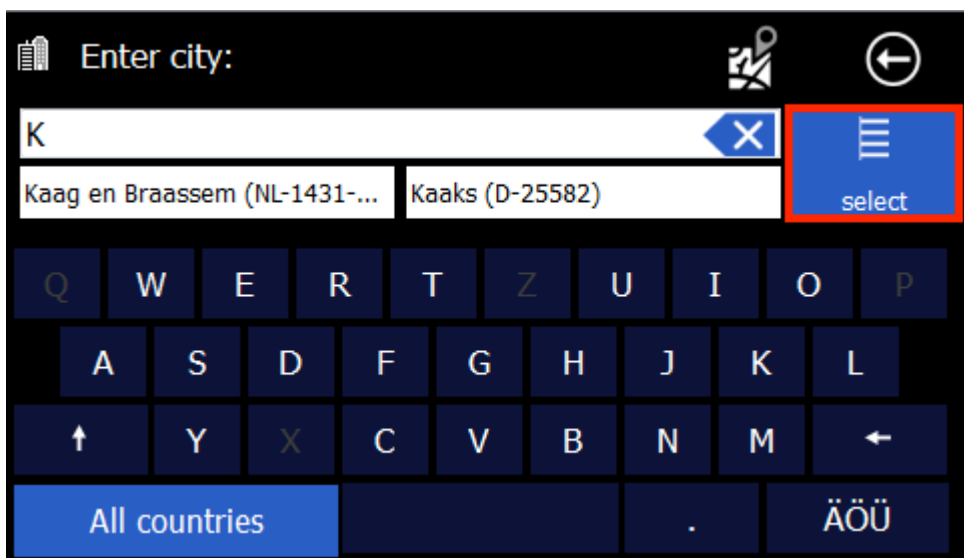 Enter city:
K
Kaag en Braassem (NL-1431-... Kaaks (D-25582)
select
Q W E R T Z U I O P
A S D F G H J K L
Y X C V B N M
All countries . ÄÖÜ